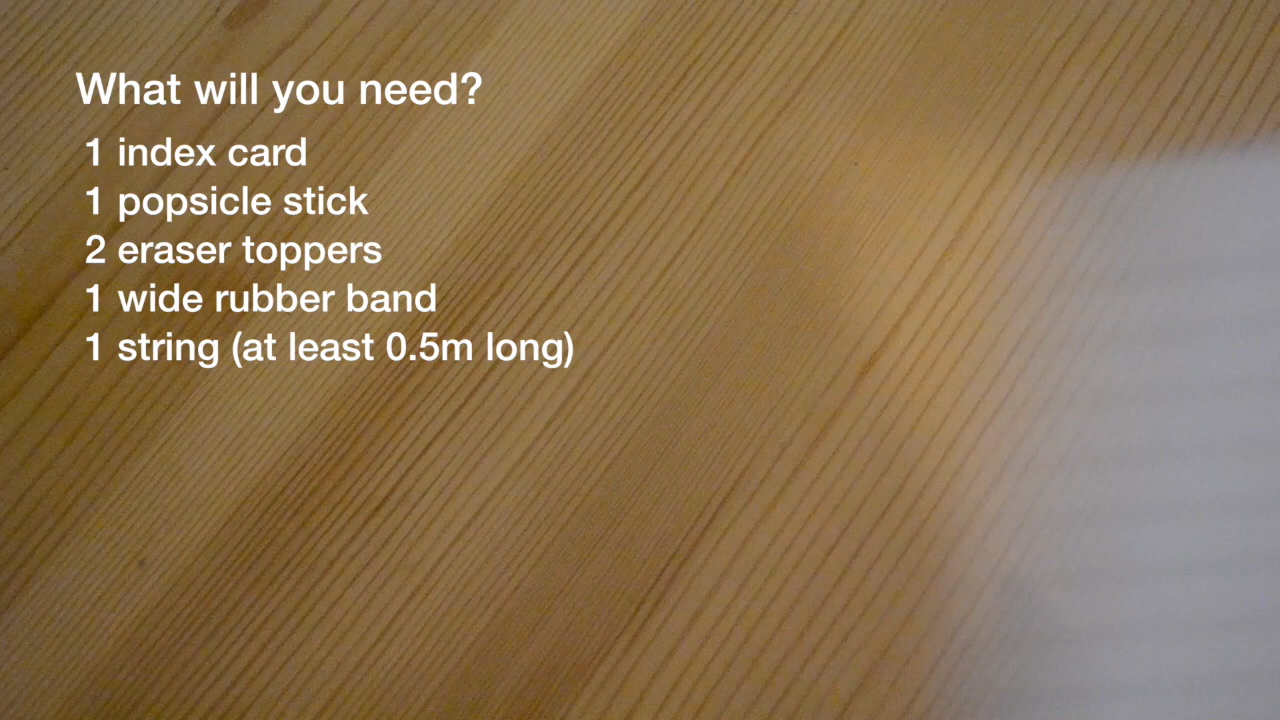 What will you need?
1 index card
1 popsicle stick
2 eraser toppers
1 wide rubber band
1 string (at least 0.5m long)